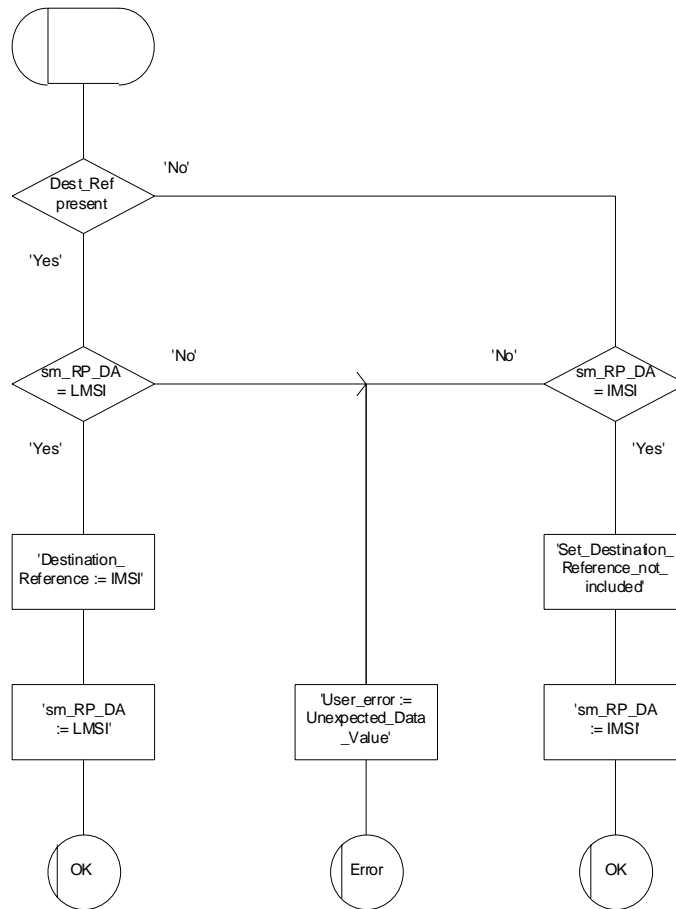 'No'
Dest_Ref
present
'Yes'
sm_RP_DA
= LMSI
'No'
'No'
sm_RP_DA
= IMSI
'Yes'
'Yes'
'Destination_
Reference := IMSI'
'Set_Destination_
Reference_not_
included'
'sm_RP_DA
:= LMSI'
'User_error :=
Unexpected_Data
_Value'
'sm_RP_DA
:= IMSI'
OK
Error
OK